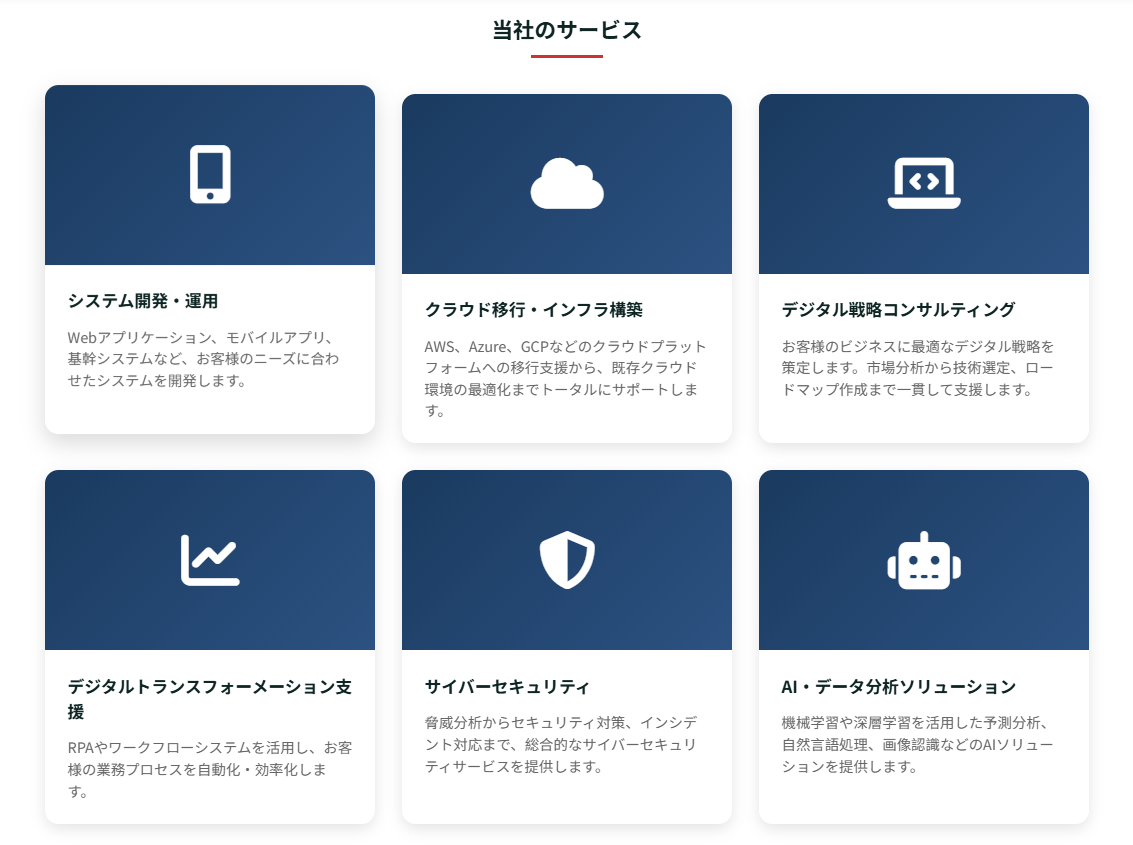 当社のサービス
システム開発・運用
Webアプリケーション、モバイルアプリ、
基幹システムなど、お客様のニーズに合わ
せたシステムを開発します。
クラウド移行・インフラ構築
AWS、Azure、GCPなどのクラウドプラット
フォームへの移行支援から、既存クラウド
環境の最適化までトータルにサポートしま
す。
デジタル戦略コンサルティング
お客様のビジネスに最適なデジタル戦略を
策定します。市場分析から技術選定、ロー
ドマップ作成まで一貫して支援します。
デジタルトランスフォーメーション支
援
RPAやワークフローシステムを活用し、お客
様の業務プロセスを自動化・効率化しま
す。
サイバーセキュリティ
脅威分析からセキュリティ対策、インシデ
ント対応まで、総合的なサイバーセキュリ
ティサービスを提供します。
AI・データ分析ソリューション
機械学習や深層学習を活用した予測分析、
自然言語処理、画像認識などのAIソリュー
ションを提供します。